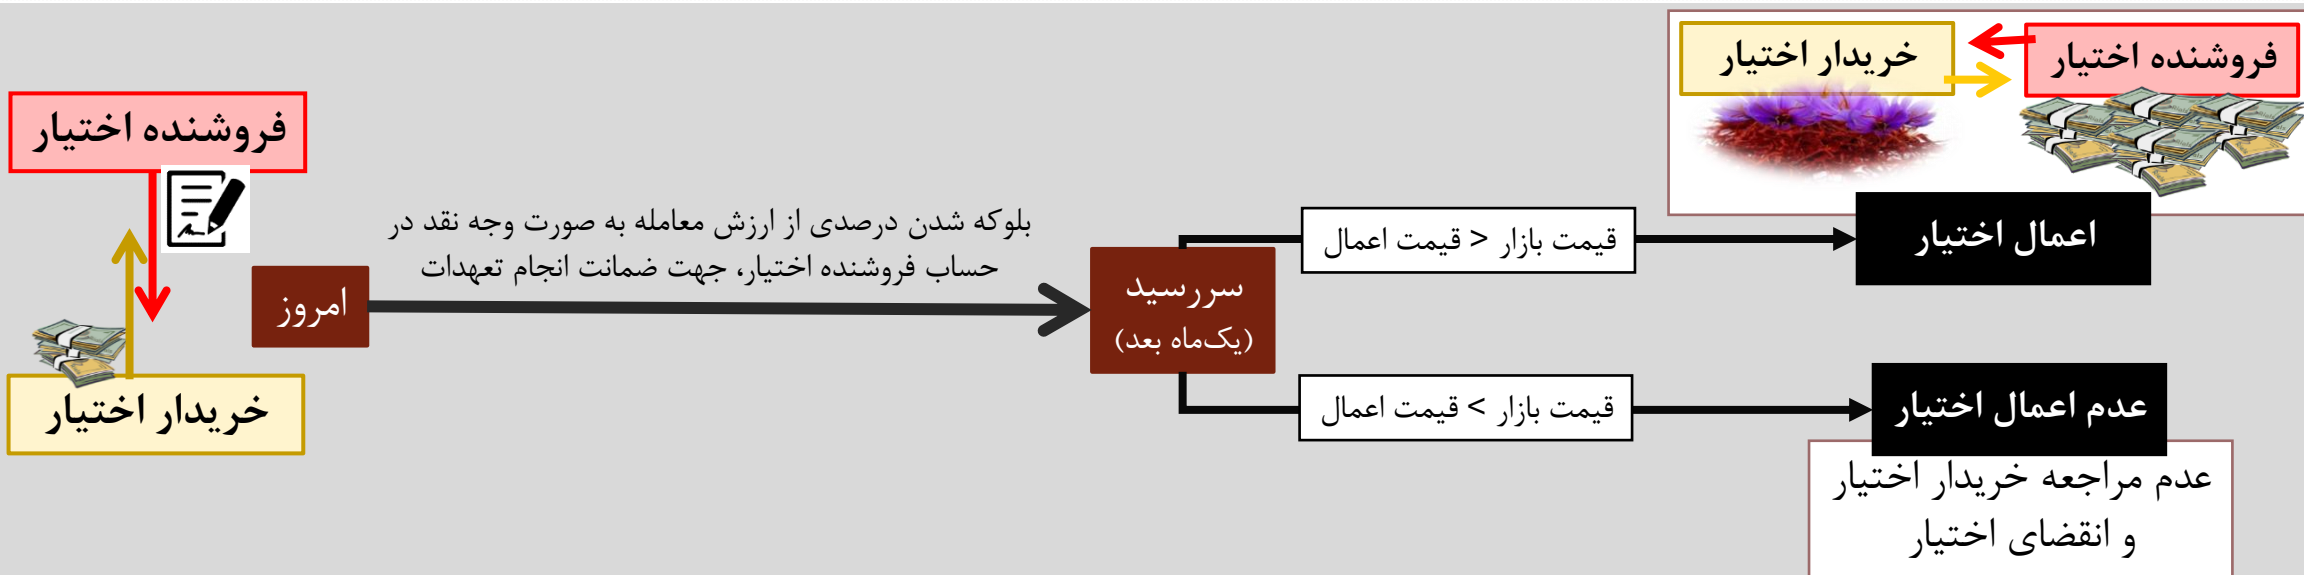 فروشنده اختیار
خریدار اختیار
امروز
بلوکه شدن درصدی از ارزش معامله به صورت وجه نقد در
حساب فروشنده اختیار، جهت ضمانت انجام تعهدات
سررسید
(یک‌ماه بعد)
قیمت بازار > قیمت اعمال
خریدار اختیار
فروشنده اختیار
اعمال اختیار
قیمت بازار < قیمت اعمال
عدم اعمال اختیار
عدم مراجعه خریدار اختیار
و انقضای اختیار